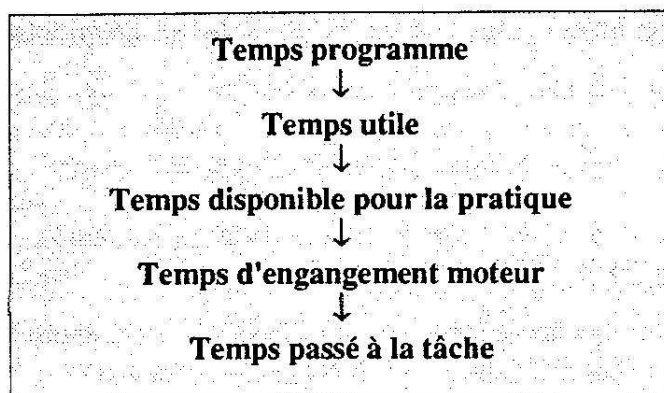 Temps programme
↓
Temps utile
↓
Temps disponible pour la pratique
↓
Temps d'engangement moteur
↓
Temps passé à la tâche